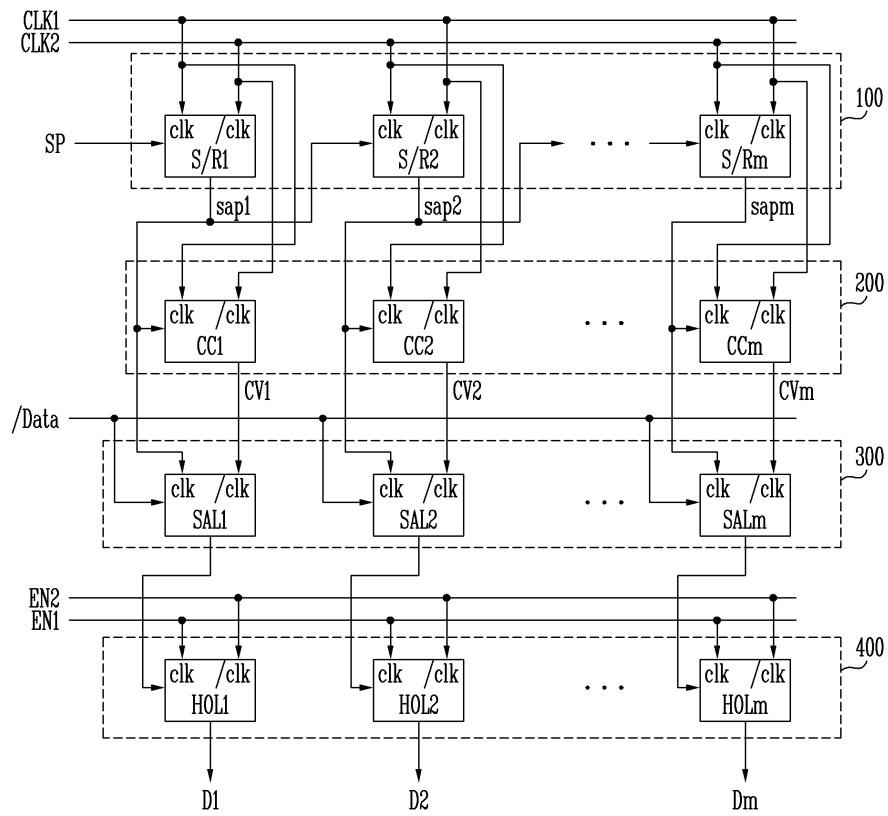 CLK1
CLK2
100
clk /clk
S/R1
clk /clk
S/R2
clk /clk
S/Rm
SP
. . .
sap1
sap2
sapm
200
clk /clk
CC1
clk /clk
CC2
clk /clk
CCm
. . .
CV1
CV2
CVm
/Data
300
clk /clk
SAL1
clk /clk
SAL2
clk /clk
SALm
. . .
EN2
EN1
400
clk /clk
HOL1
clk /clk
HOL2
clk /clk
HOLm
. . .
D1
D2
Dm